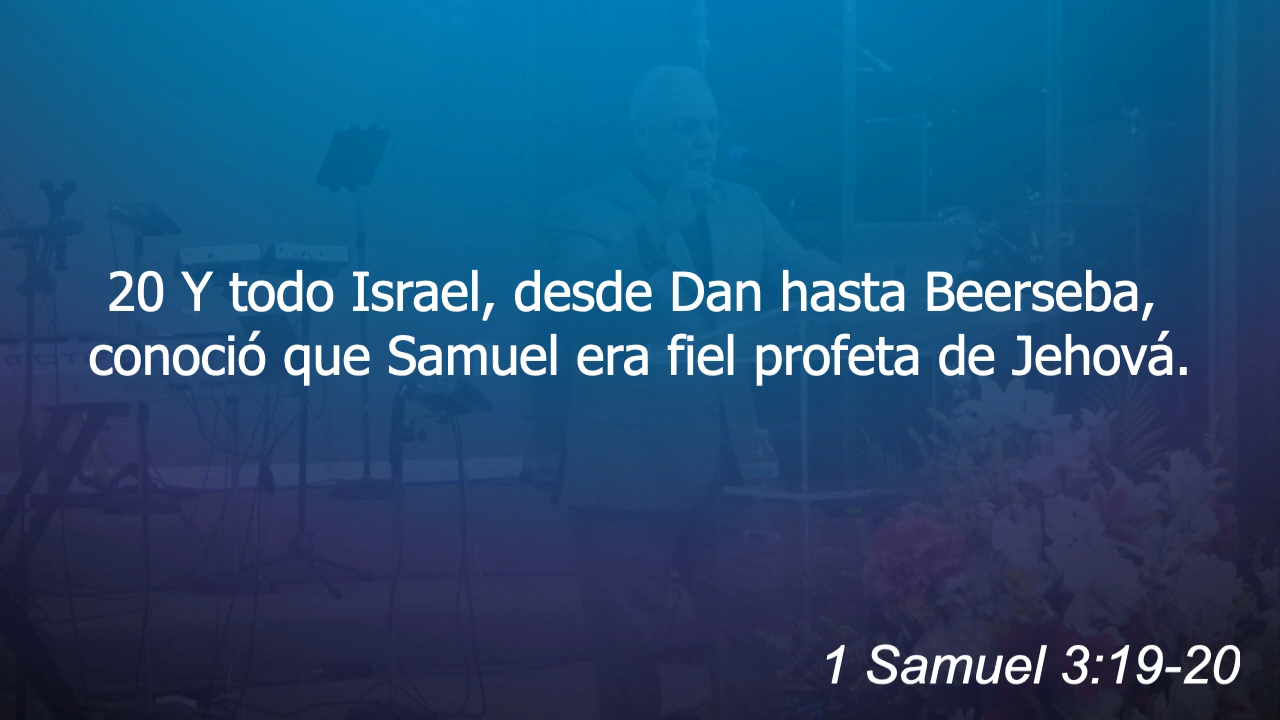 20 Y todo Israel, desde Dan hasta Beerseba,
conoció que Samuel era fiel profeta de Jehová.
1 Samuel 3:19-20